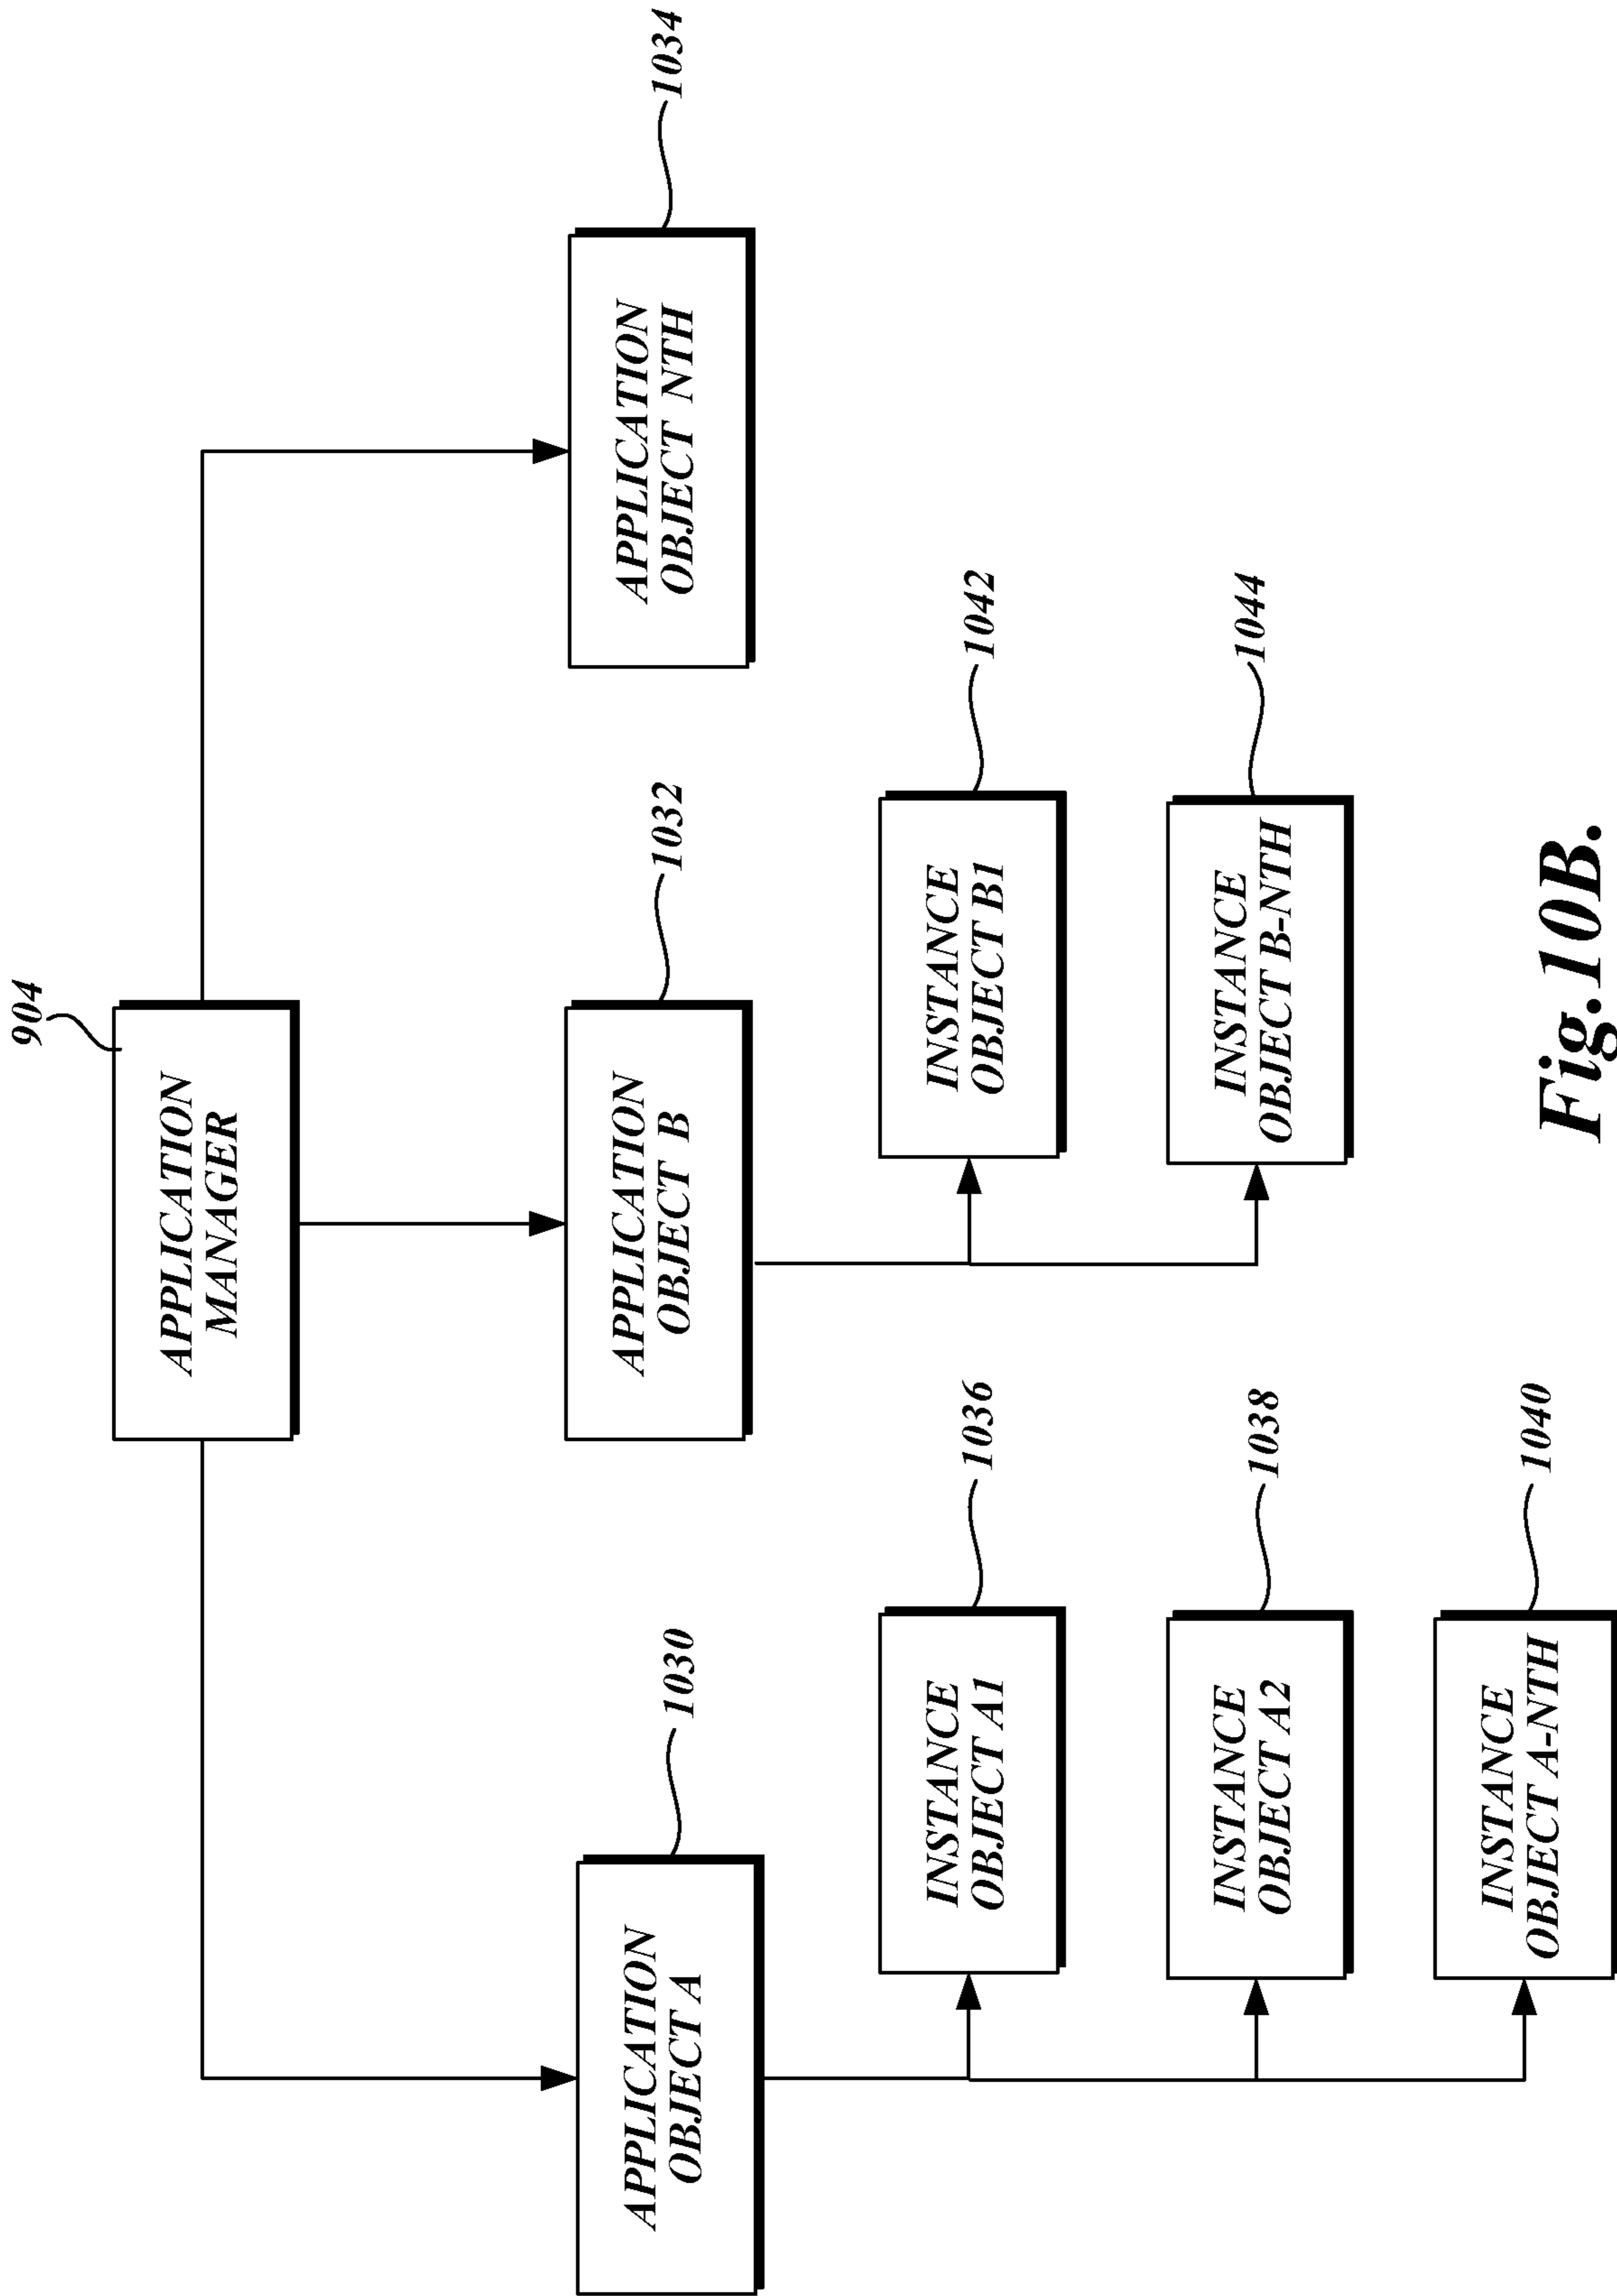 904
APPLICATION
MANAGER
1030
APPLICATION
OBJECT A
1032
APPLICATION
OBJECT B
1034
APPLICATION
OBJECT NTH
1036
INSTANCE
OBJECT A1
1042
INSTANCE
OBJECT B1
1038
INSTANCE
OBJECT A2
1044
INSTANCE
OBJECT B-NTH
1040
INSTANCE
OBJECT A-NTH
Fig.10B.